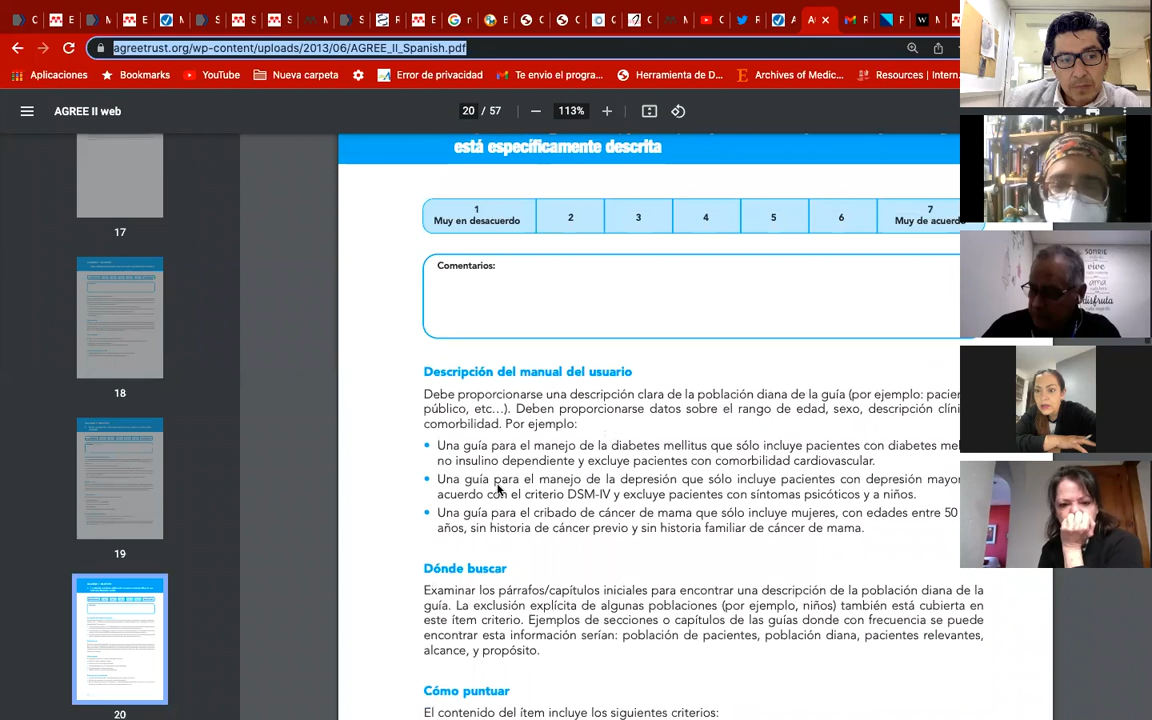 agreetrust.org/wp-content/uploads/2013/06/AGREE_II_Spanish.pdf
Aplicaciones Bookmarks YouTube Nueva carpeta Error de privacidad Te envio el progra... Herramienta de D... Archives of Medic... Resources | Intern...
AGREE II web 20 / 57 113%
está específicamente descrita
1 2 3 4 5 6 7
Muy en desacuerdo Muy de acuerdo
Comentarios:
Descripción del manual del usuario
Debe proporcionarse una descripción clara de la población diana de la guía (por ejemplo:
público, etc...). Deben proporcionarse datos sobre el rango de edad, sexo, descripción
comorbilidad. Por ejemplo:
• Una guía para el manejo de la diabetes mellitus que sólo incluye pacientes con diabetes
no insulino dependiente y excluye pacientes con comorbilidad cardiovascular.
• Una guía para el manejo de la depresión que sólo incluye pacientes con depresión mayor
acuerdo con el criterio DSM-IV y excluye pacientes con síntomas psicóticos y a niños.
• Una guía para el cribado de cáncer de mama que sólo incluye mujeres, con edades entre 50
años, sin historia de cáncer previo y sin historia familiar de cáncer de mama.
Dónde buscar
Examinar los párrafos/capítulos iniciales para encontrar una descripción de la población diana de la
guía. La exclusión explícita de algunas poblaciones (por ejemplo, niños) también está cubierta en
este ítem criterio. Ejemplos de secciones o capítulos de las guías donde con frecuencia se puede
encontrar esta información serían: población de pacientes, población diana, pacientes relevantes,
alcance, y propósito.
Cómo puntuar
El contenido del ítem incluye los siguientes criterios:
17
18
19
20
SONRIE
vive
ama
disfruta